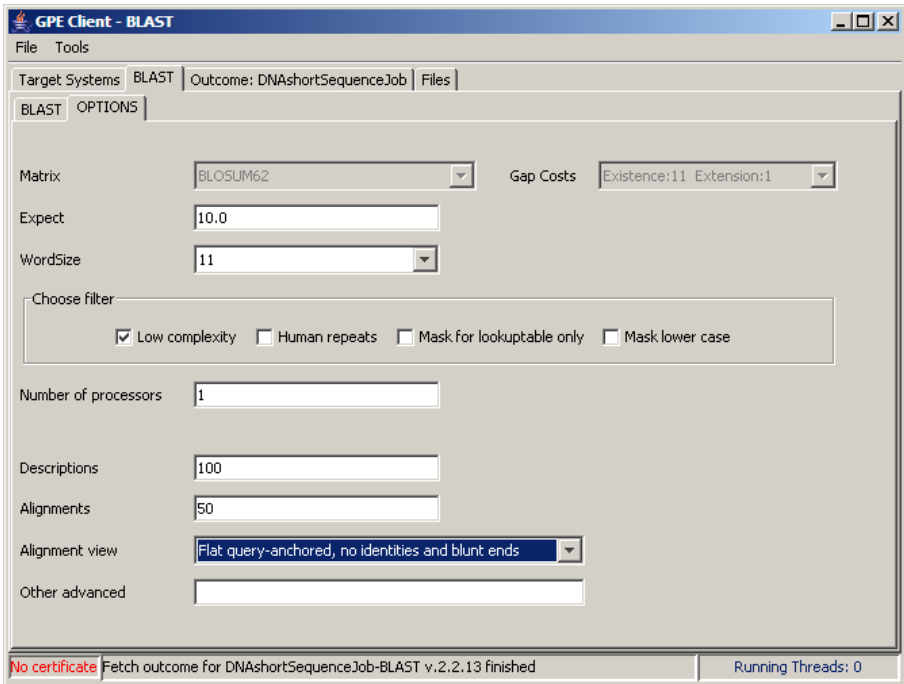 GPE Client - BLAST
File Tools
Target Systems BLAST Outcome: DNAshortSequenceJob Files
BLAST OPTIONS
Matrix BLOSUM62 Gap Costs Existence:11 Extension:1
Expect 10.0
WordSize 11
Choose filter
Low complexity Human repeats Mask for lookuptable only Mask lower case
Number of processors 1
Descriptions 100
Alignments 50
Alignment view Flat query-anchored, no identities and blunt ends
Other advanced
No certificate Fetch outcome for DNAshortSequenceJob-BLAST v.2.2.13 finished Running Threads: 0